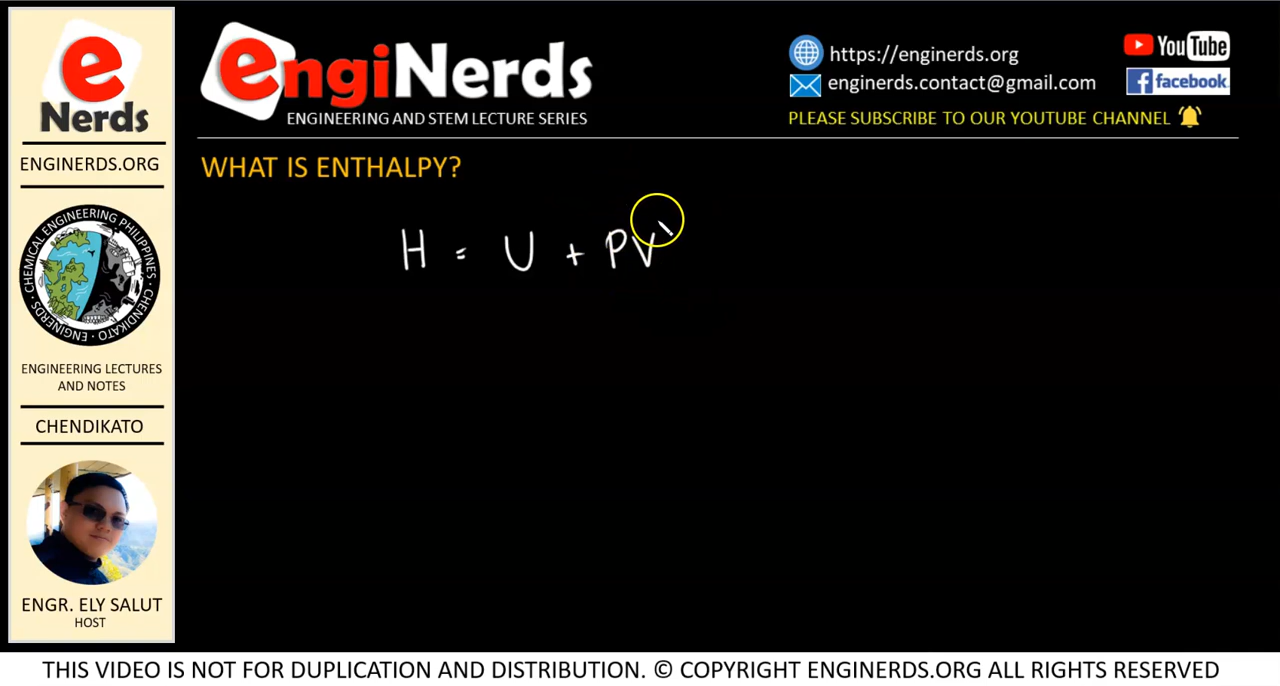 e
Nerds
ENGINERDS.ORG
CHEMICAL ENGINEERING PHILIPPINES • CHENDIKATO • ENGINERDS •
ENGINEERING LECTURES
AND NOTES
CHENDIKATO
ENGR. ELY SALUT
HOST
engiNerds
ENGINEERING AND STEM LECTURE SERIES
https://enginerds.org
enginerds.contact@gmail.com
YouTube
facebook
PLEASE SUBSCRIBE TO OUR YOUTUBE CHANNEL
WHAT IS ENTHALPY?
H = U + PV
THIS VIDEO IS NOT FOR DUPLICATION AND DISTRIBUTION. © COPYRIGHT ENGINERDS.ORG ALL RIGHTS RESERVED